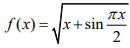 f(x) = √(x + sin πx/2)